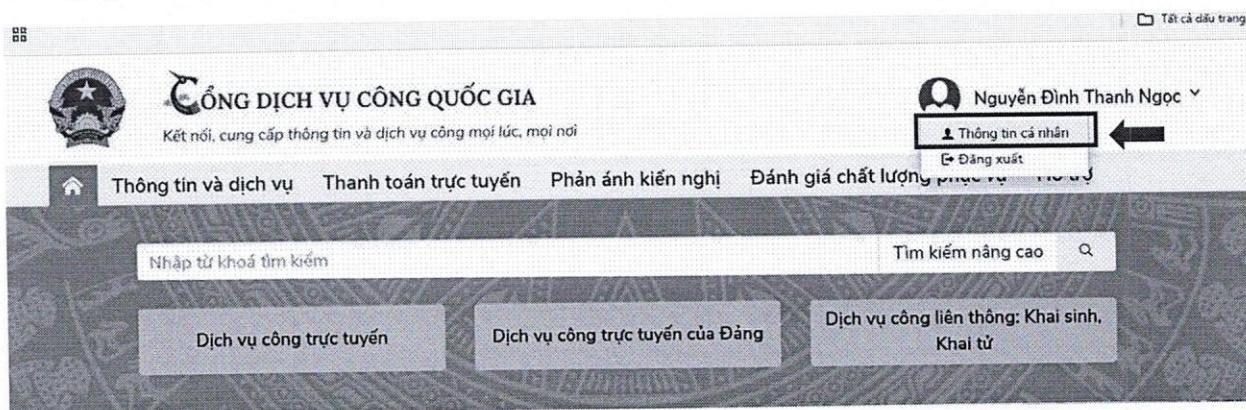 Tất cả dấu trang
CỔNG DỊCH VỤ CÔNG QUỐC GIA
Kết nối, cung cấp thông tin và dịch vụ công mọi lúc, mọi nơi
Nguyễn Đình Thanh Ngọc
Thông tin cá nhân
Đăng xuất
Thông tin và dịch vụ Thanh toán trực tuyến Phản ánh kiến nghị Đánh giá chất lượng phục vụ Hỗ trợ
Nhập từ khoá tìm kiếm Tìm kiếm nâng cao
Dịch vụ công trực tuyến
Dịch vụ công trực tuyến của Đảng
Dịch vụ công liên thông: Khai sinh,
Khai tử